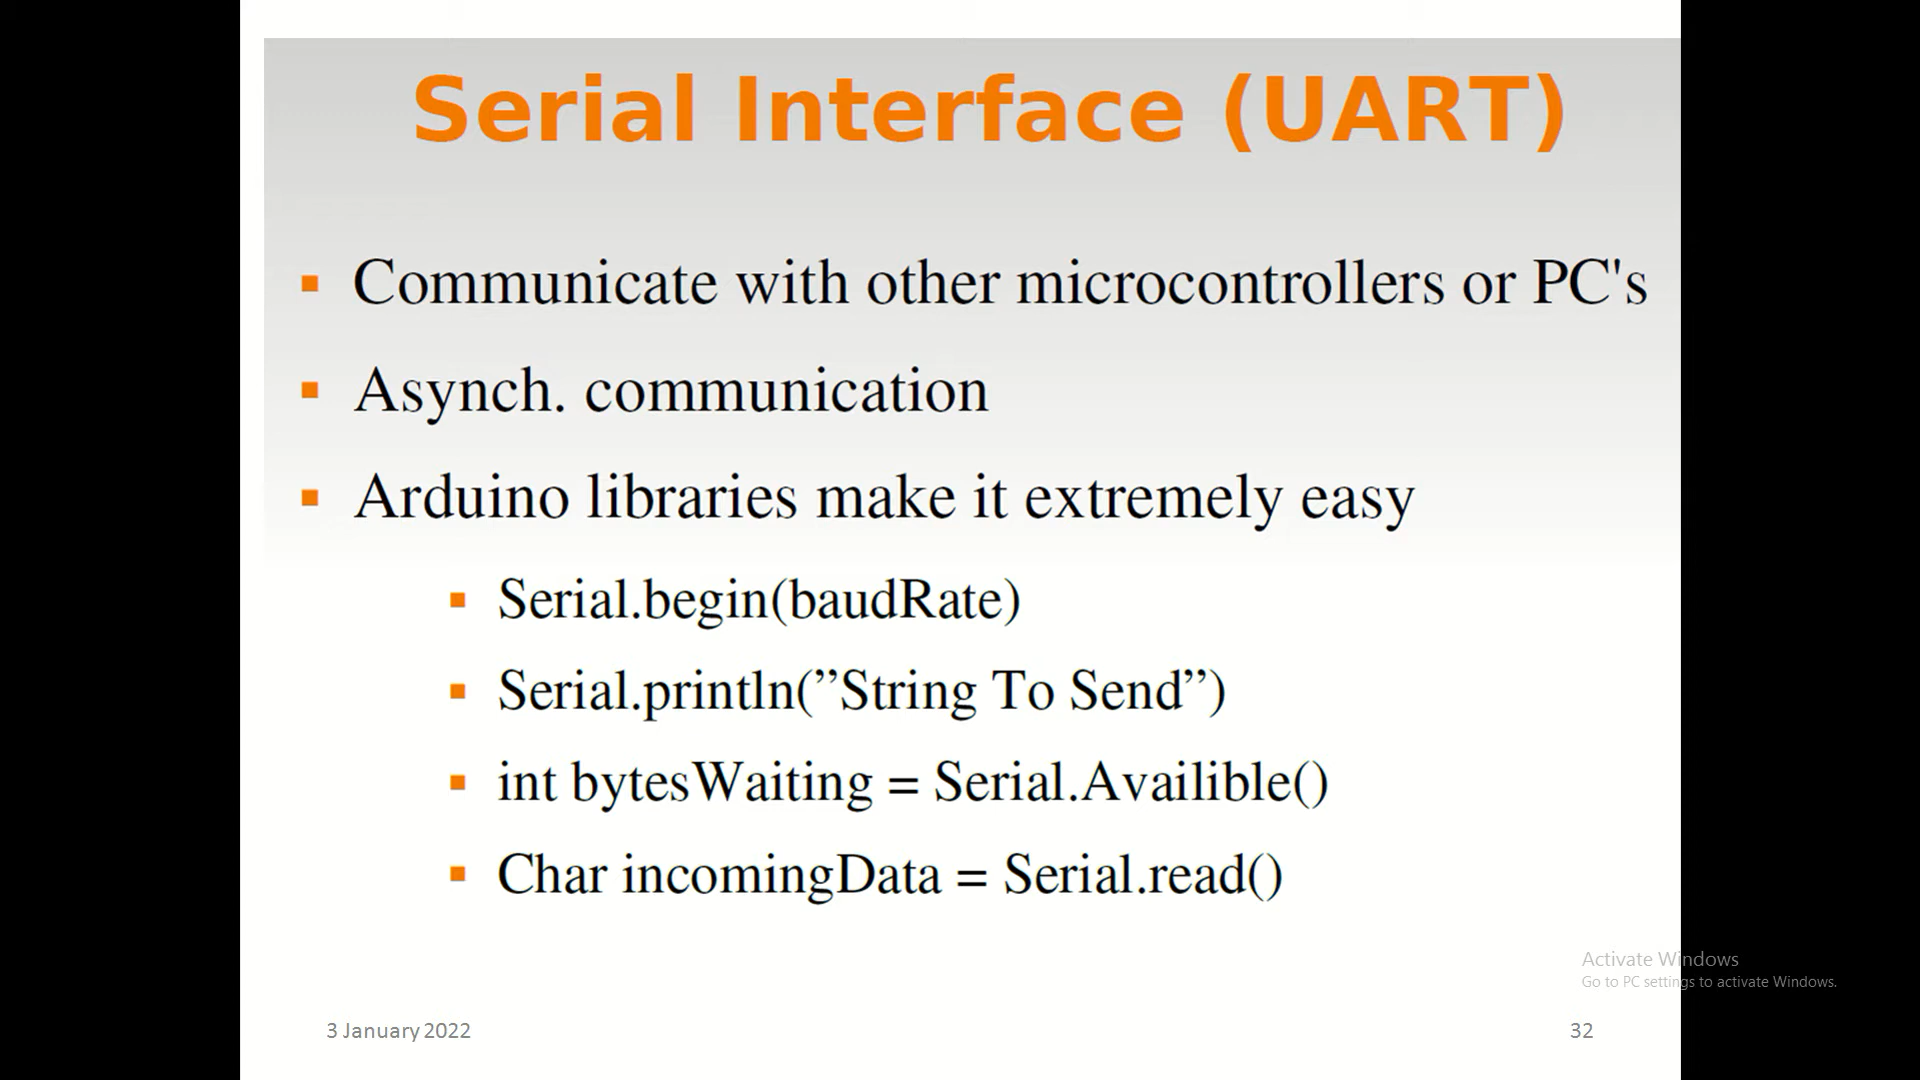 Serial Interface (UART)
Communicate with other microcontrollers or PC's
Asynch. communication
Arduino libraries make it extremely easy
Serial.begin(baudRate)
Serial.println(”String To Send”)
int bytesWaiting = Serial.Availible()
Char incomingData = Serial.read()
Activate Windows
Go to PC settings to activate Windows.
3 January 2022
32